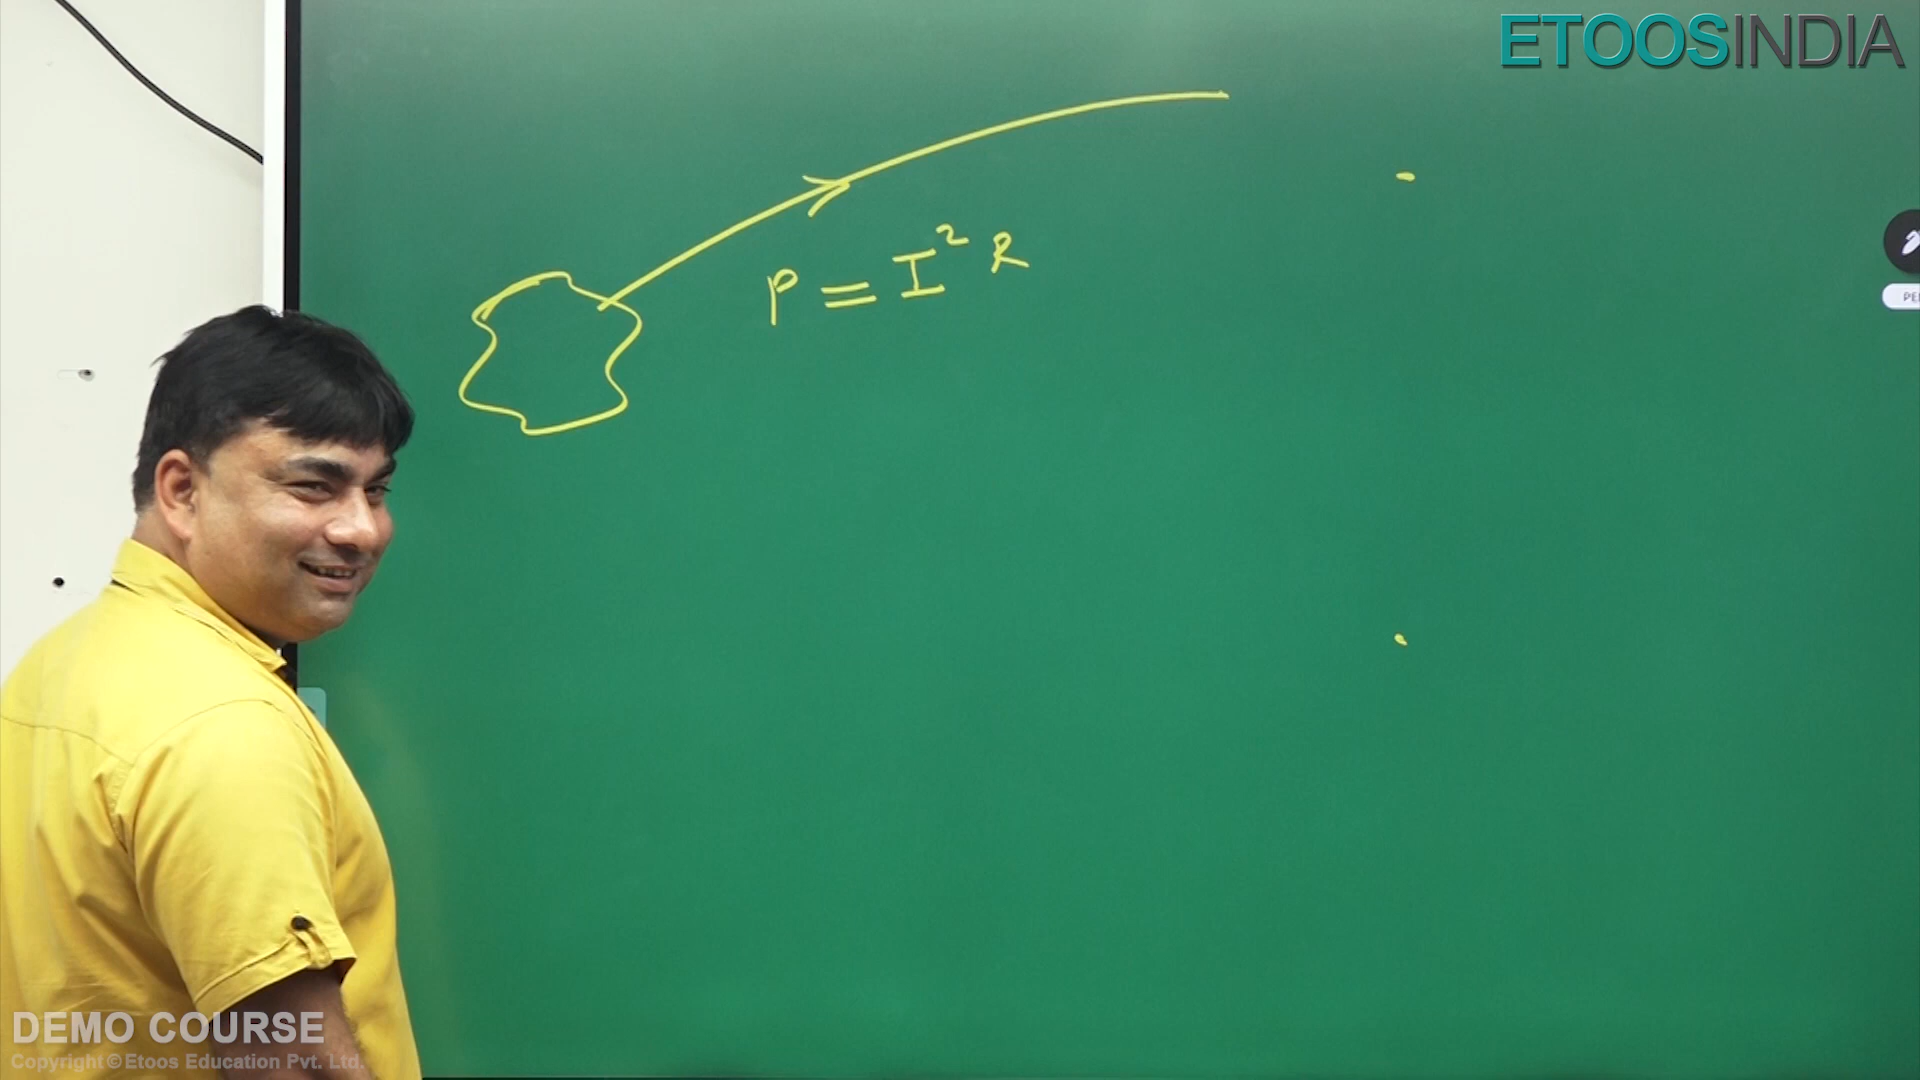 ETOOSINDIA
P = I² R
DEMO COURSE
Copyright © Etoos Education Pvt. Ltd.